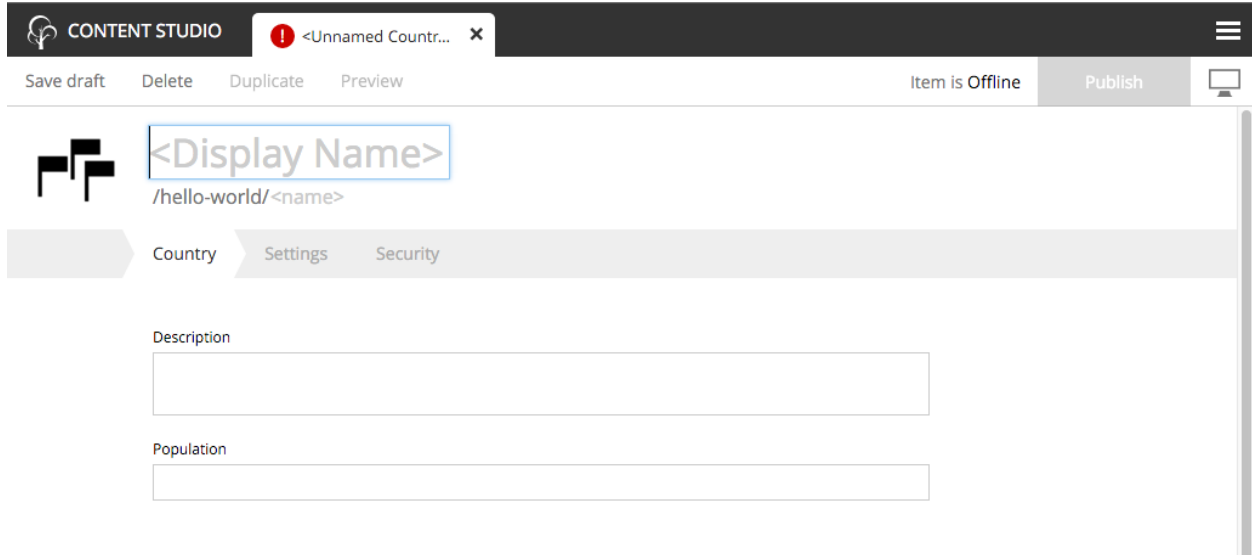 CONTENT STUDIO <Unnamed Countr...
Save draft Delete Duplicate Preview Item is Offline Publish
<Display Name>
/hello-world/<name>
Country Settings Security
Description
Population